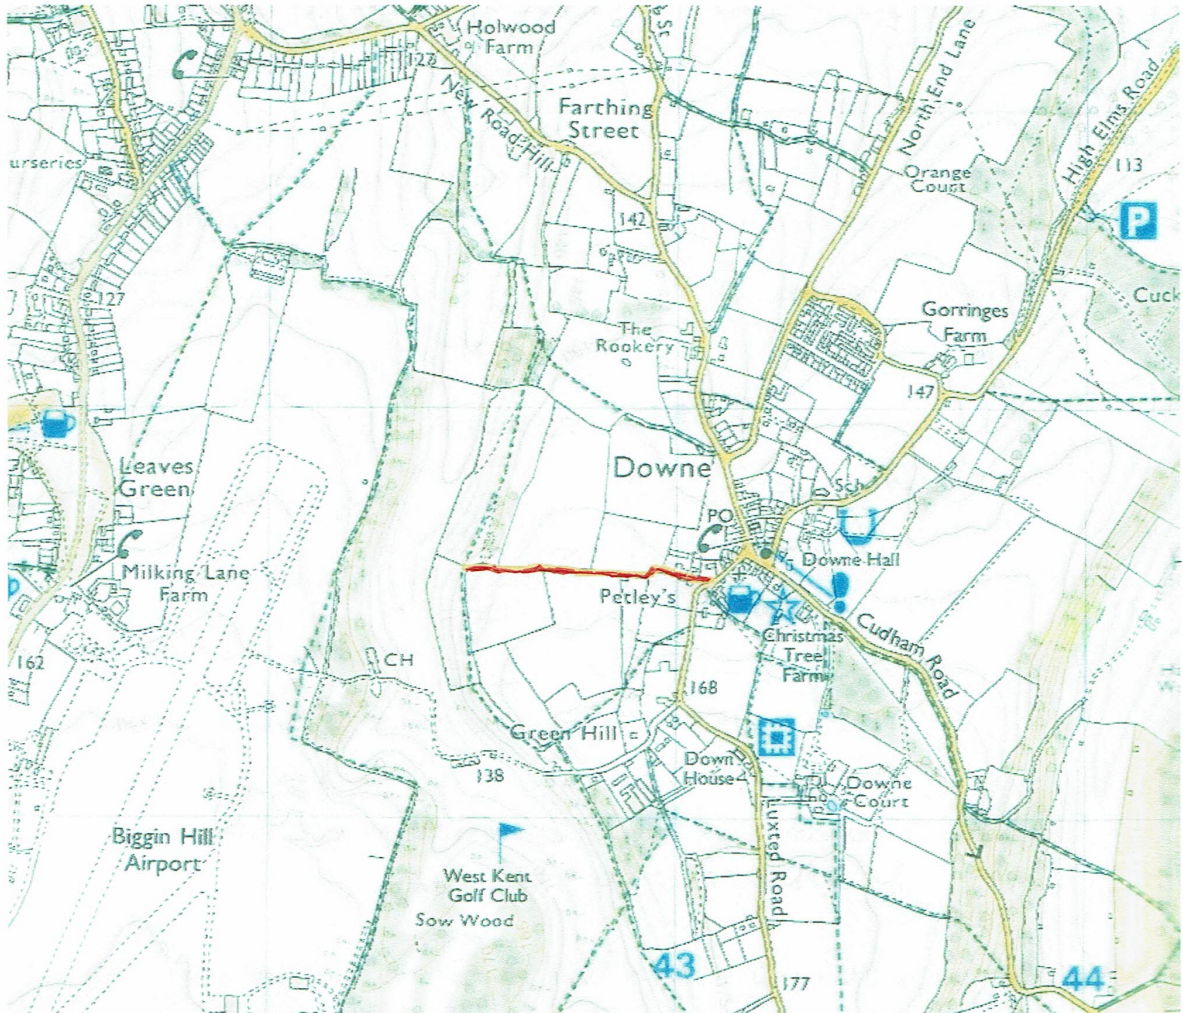 Holwood
Farm
126
New Road Hill
Farthing
Street
North End Lane
High Elms Road
113
P
urseries
Orange
Court
142
127
Cuck
Gorringes
Farm
The
Rookery
147
Leaves
Green
Downe
Sch
PO
Downe Hall
Milking Lane
Farm
Petley's
Christmas
Tree
Farm
Cudham Road
162
CH
168
Green Hill
138
Down
House
Downe
Court
Luxted Road
Biggin Hill
Airport
West Kent
Golf Club
Sow Wood
43
44
177